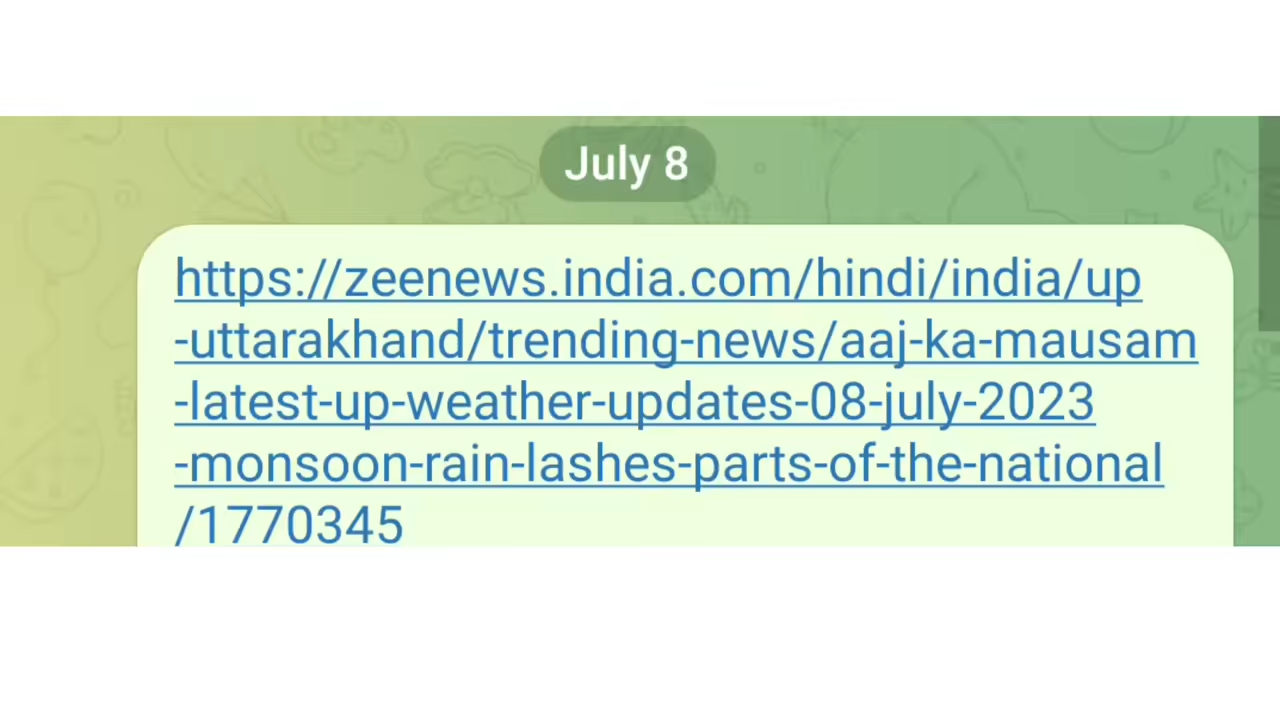 July 8
https://zeenews.india.com/hindi/india/up
-uttarakhand/trending-news/aaj-ka-mausam
-latest-up-weather-updates-08-july-2023
-monsoon-rain-lashes-parts-of-the-national
/1770345